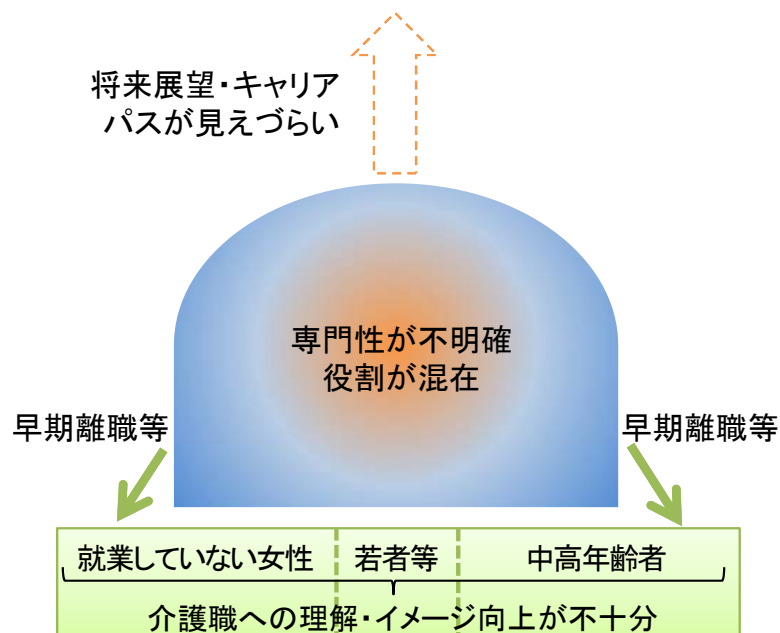 将来展望・キャリア
パスが見えづらい
専門性が不明確
役割が混在
早期離職等
早期離職等
就業していない女性
若者等
中高年齢者
介護職への理解・イメージ向上が不十分